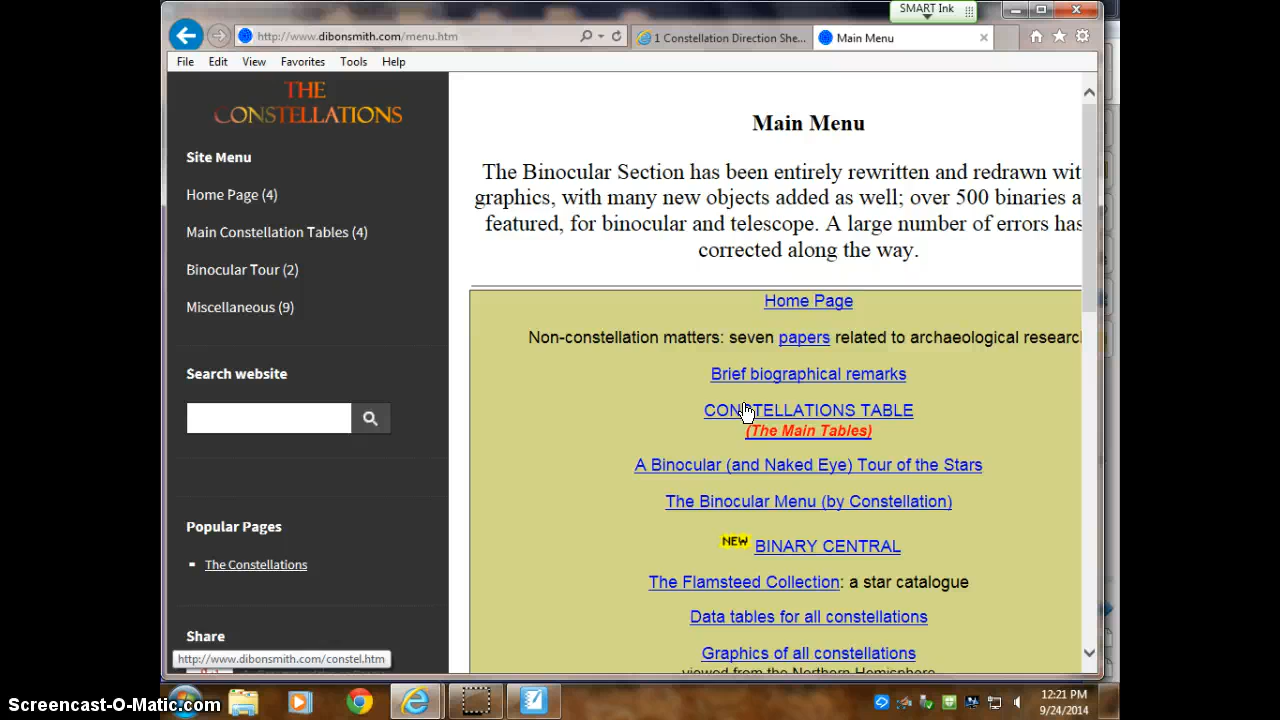 SMART Ink
http://www.dibonsmith.com/menu.htm
1 Constellation Direction She...
Main Menu
File Edit View Favorites Tools Help
THE
CONSTELLATIONS
Site Menu
Home Page (4)
Main Constellation Tables (4)
Binocular Tour (2)
Miscellaneous (9)
Search website
Popular Pages
The Constellations
Share
http://www.dibonsmith.com/constel.htm
Main Menu
The Binocular Section has been entirely rewritten and redrawn wit
graphics, with many new objects added as well; over 500 binaries a
featured, for binocular and telescope. A large number of errors has
corrected along the way.
Home Page
Non-constellation matters: seven papers related to archaeological research
Brief biographical remarks
CONSTELLATIONS TABLE
(The Main Tables)
A Binocular (and Naked Eye) Tour of the Stars
The Binocular Menu (by Constellation)
NEW BINARY CENTRAL
The Flamsteed Collection: a star catalogue
Data tables for all constellations
Graphics of all constellations
viewed from the Northern Hemisphere
12:21 PM
9/24/2014
Screencast-O-Matic.com